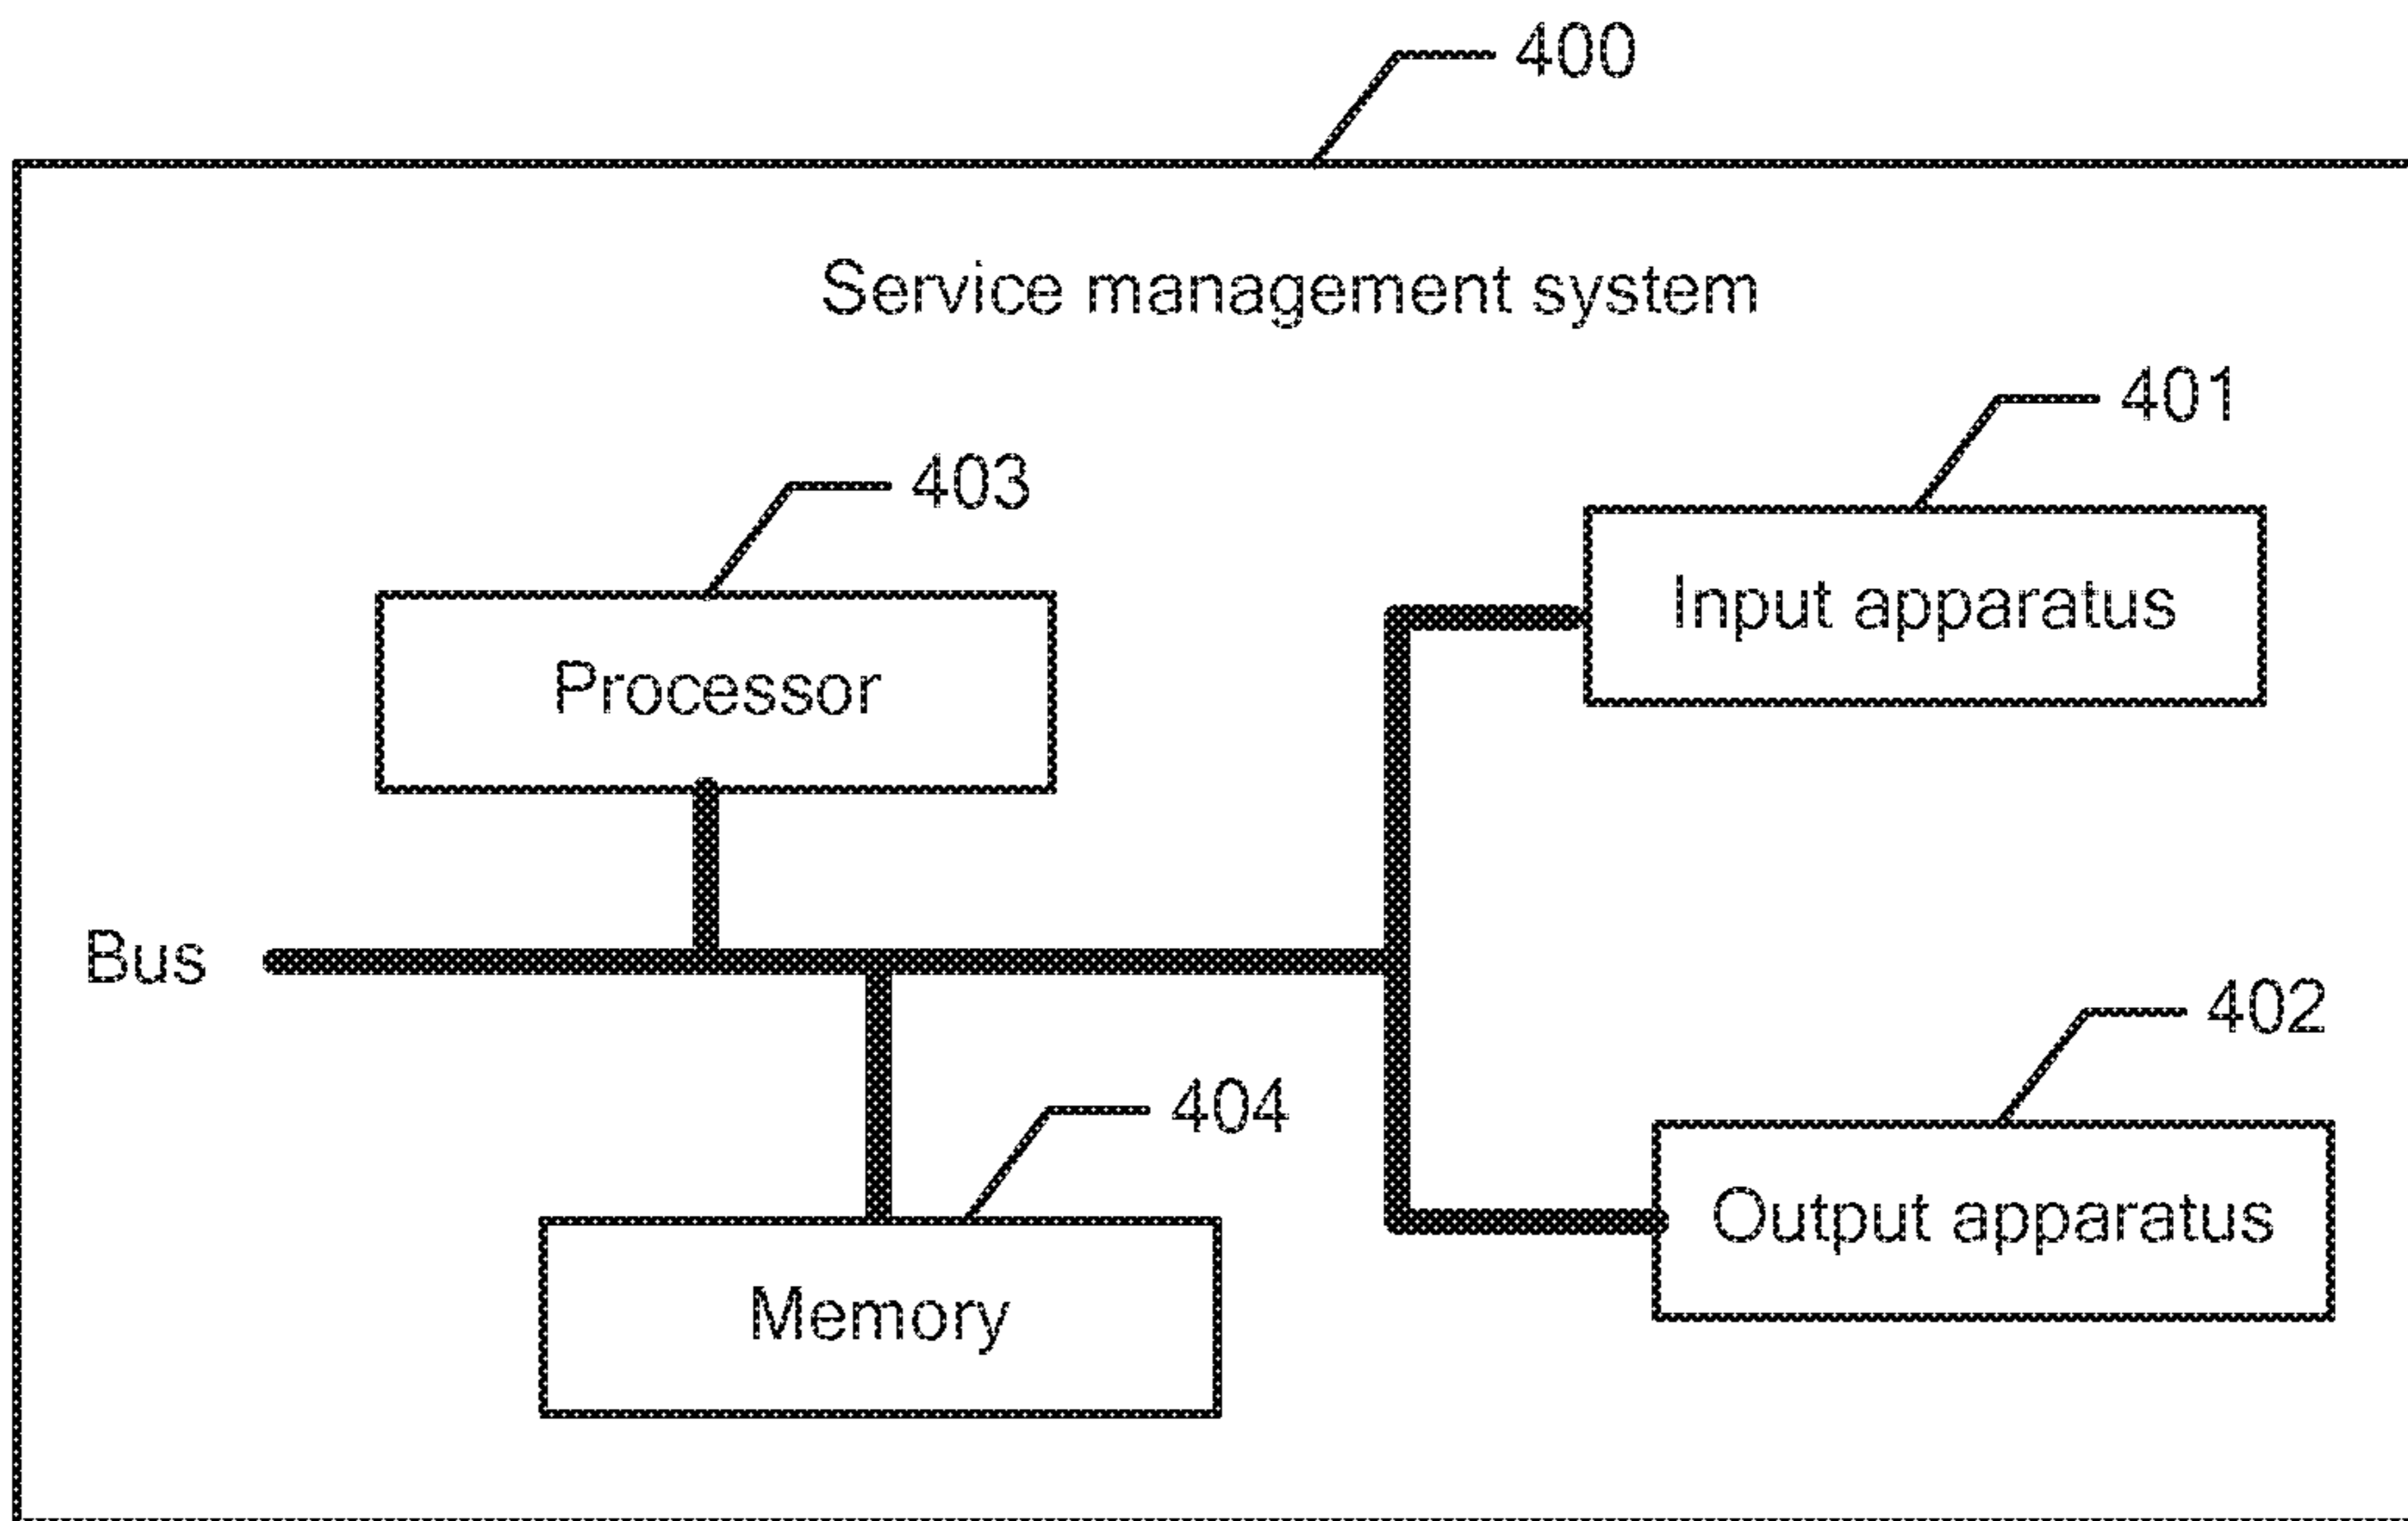 400
Service management system
401
403
Input apparatus
Processor
Bus
402
404
Output apparatus
Memory